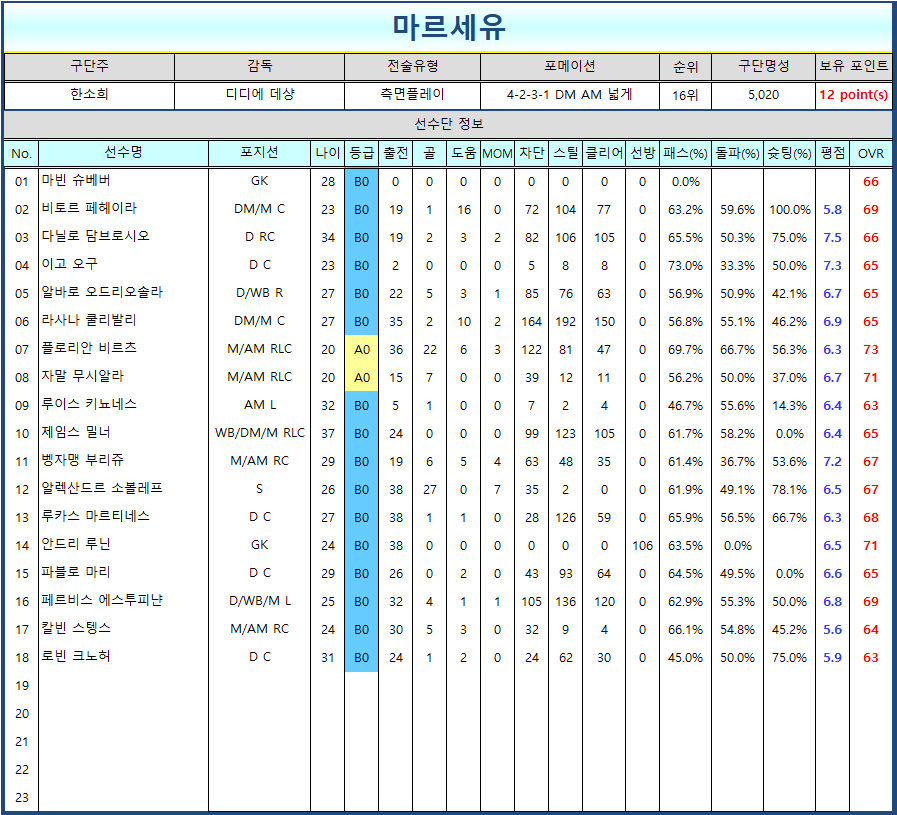 마르세유
구단주 감독 전술유형 포메이션 순위 구단명성 보유 포인트
한소희 디디에 데샹 측면플레이 4-2-3-1 DM AM 넓게 16위 5,020 12 point(s)
선수단 정보
No. 선수명 포지션 나이 등급 출전 골 도움 MOM 차단 스틸 클리어 선방 패스(%) 돌파(%) 슛팅(%) 평점 OVR
01 마빈 슈베버 GK 28 B0 0 0 0 0 0 0 0 0 0.0% 66
02 비토르 페헤이라 DM/M C 23 B0 19 1 16 0 72 104 77 0 63.2% 59.6% 100.0% 5.8 69
03 다닐로 담브로시오 D RC 34 B0 19 2 3 2 82 106 105 0 65.5% 50.3% 75.0% 7.5 66
04 이고 오구 D C 23 B0 2 0 0 0 5 8 8 0 73.0% 33.3% 50.0% 7.3 65
05 알바로 오드리오솔라 D/WB R 27 B0 22 5 3 1 85 76 63 0 56.9% 50.9% 42.1% 6.7 65
06 라사나 쿨리발리 DM/M C 27 B0 35 2 10 2 164 192 150 0 56.8% 55.1% 46.2% 6.9 65
07 플로리안 비르츠 M/AM RLC 20 A0 36 22 6 3 122 81 47 0 69.7% 66.7% 56.3% 6.3 73
08 자말 무시알라 M/AM RLC 20 A0 15 7 0 0 39 12 11 0 56.2% 50.0% 37.0% 6.7 71
09 루이스 키뇨네스 AM L 32 B0 5 1 0 0 7 2 4 0 46.7% 55.6% 14.3% 6.4 63
10 제임스 밀너 WB/DM/M RLC 37 B0 24 0 0 0 99 123 105 0 61.7% 58.2% 0.0% 6.4 65
11 벵자맹 부리쥬 M/AM RC 29 B0 19 6 5 4 63 48 35 0 61.4% 36.7% 53.6% 7.2 67
12 알렉산드르 소볼레프 S 26 B0 38 27 0 7 35 2 0 0 61.9% 49.1% 78.1% 6.5 67
13 루카스 마르티네스 D C 27 B0 38 1 1 0 28 126 59 0 65.9% 56.5% 66.7% 6.3 68
14 안드리 루닌 GK 24 B0 38 0 0 0 0 0 0 106 63.5% 0.0% 6.5 71
15 파블로 마리 D C 29 B0 26 0 2 0 43 93 64 0 64.5% 49.5% 0.0% 6.6 65
16 페르비스 에스투피냔 D/WB/M L 25 B0 32 4 1 1 105 136 120 0 62.9% 55.3% 50.0% 6.8 69
17 칼빈 스텡스 M/AM RC 24 B0 30 5 3 0 32 9 4 0 66.1% 54.8% 45.2% 5.6 64
18 로빈 크노허 D C 31 B0 24 1 2 0 24 62 30 0 45.0% 50.0% 75.0% 5.9 63
19
20
21
22
23